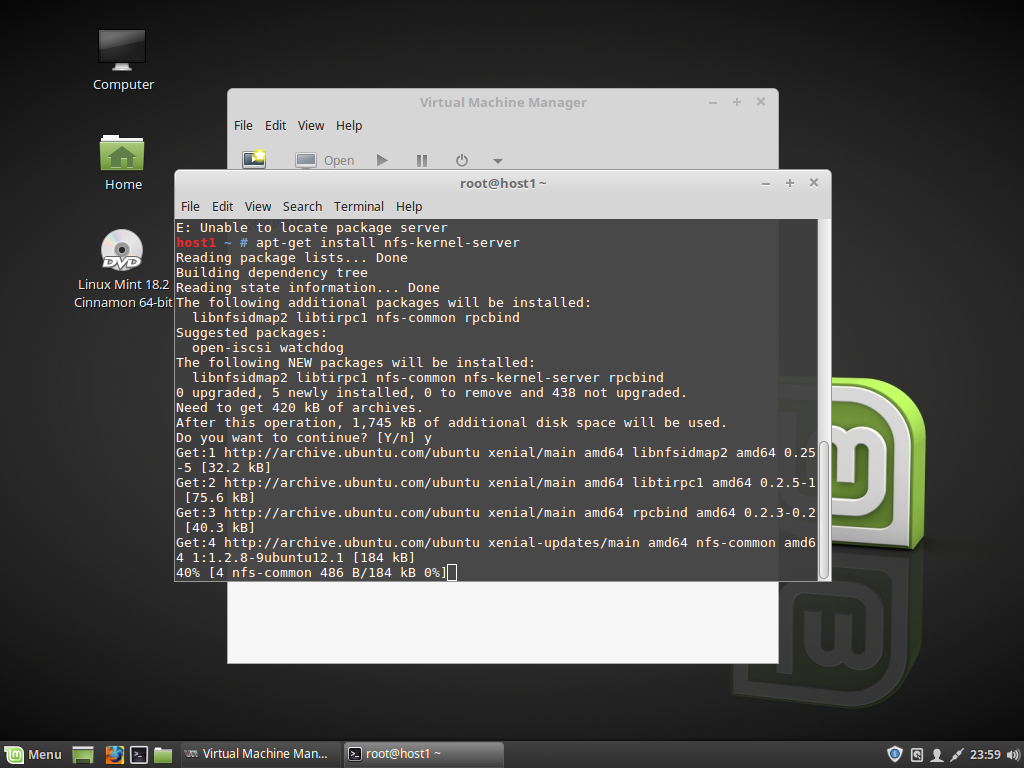 Computer
Home
DVD
Linux Mint 18.2
Cinnamon 64-bit
Virtual Machine Manager
File Edit View Help
Open
root@host1 ~
File Edit View Search Terminal Help
E: Unable to locate package server
host1 ~ # apt-get install nfs-kernel-server
Reading package lists... Done
Building dependency tree
Reading state information... Done
The following additional packages will be installed:
  libnfsidmap2 libtirpc1 nfs-common rpcbind
Suggested packages:
  open-iscsi watchdog
The following NEW packages will be installed:
  libnfsidmap2 libtirpc1 nfs-common nfs-kernel-server rpcbind
0 upgraded, 5 newly installed, 0 to remove and 438 not upgraded.
Need to get 420 kB of archives.
After this operation, 1,745 kB of additional disk space will be used.
Do you want to continue? [Y/n] y
Get:1 http://archive.ubuntu.com/ubuntu xenial/main amd64 libnfsidmap2 amd64 0.25
-5 [32.2 kB]
Get:2 http://archive.ubuntu.com/ubuntu xenial/main amd64 libtirpc1 amd64 0.2.5-1
 [75.6 kB]
Get:3 http://archive.ubuntu.com/ubuntu xenial/main amd64 rpcbind amd64 0.2.3-0.2
 [40.3 kB]
Get:4 http://archive.ubuntu.com/ubuntu xenial-updates/main amd64 nfs-common amd6
4 1:1.2.8-9ubuntu12.1 [184 kB]
40% [4 nfs-common 486 B/184 kB 0%]
Menu
Virtual Machine Man...
root@host1 ~
23:59